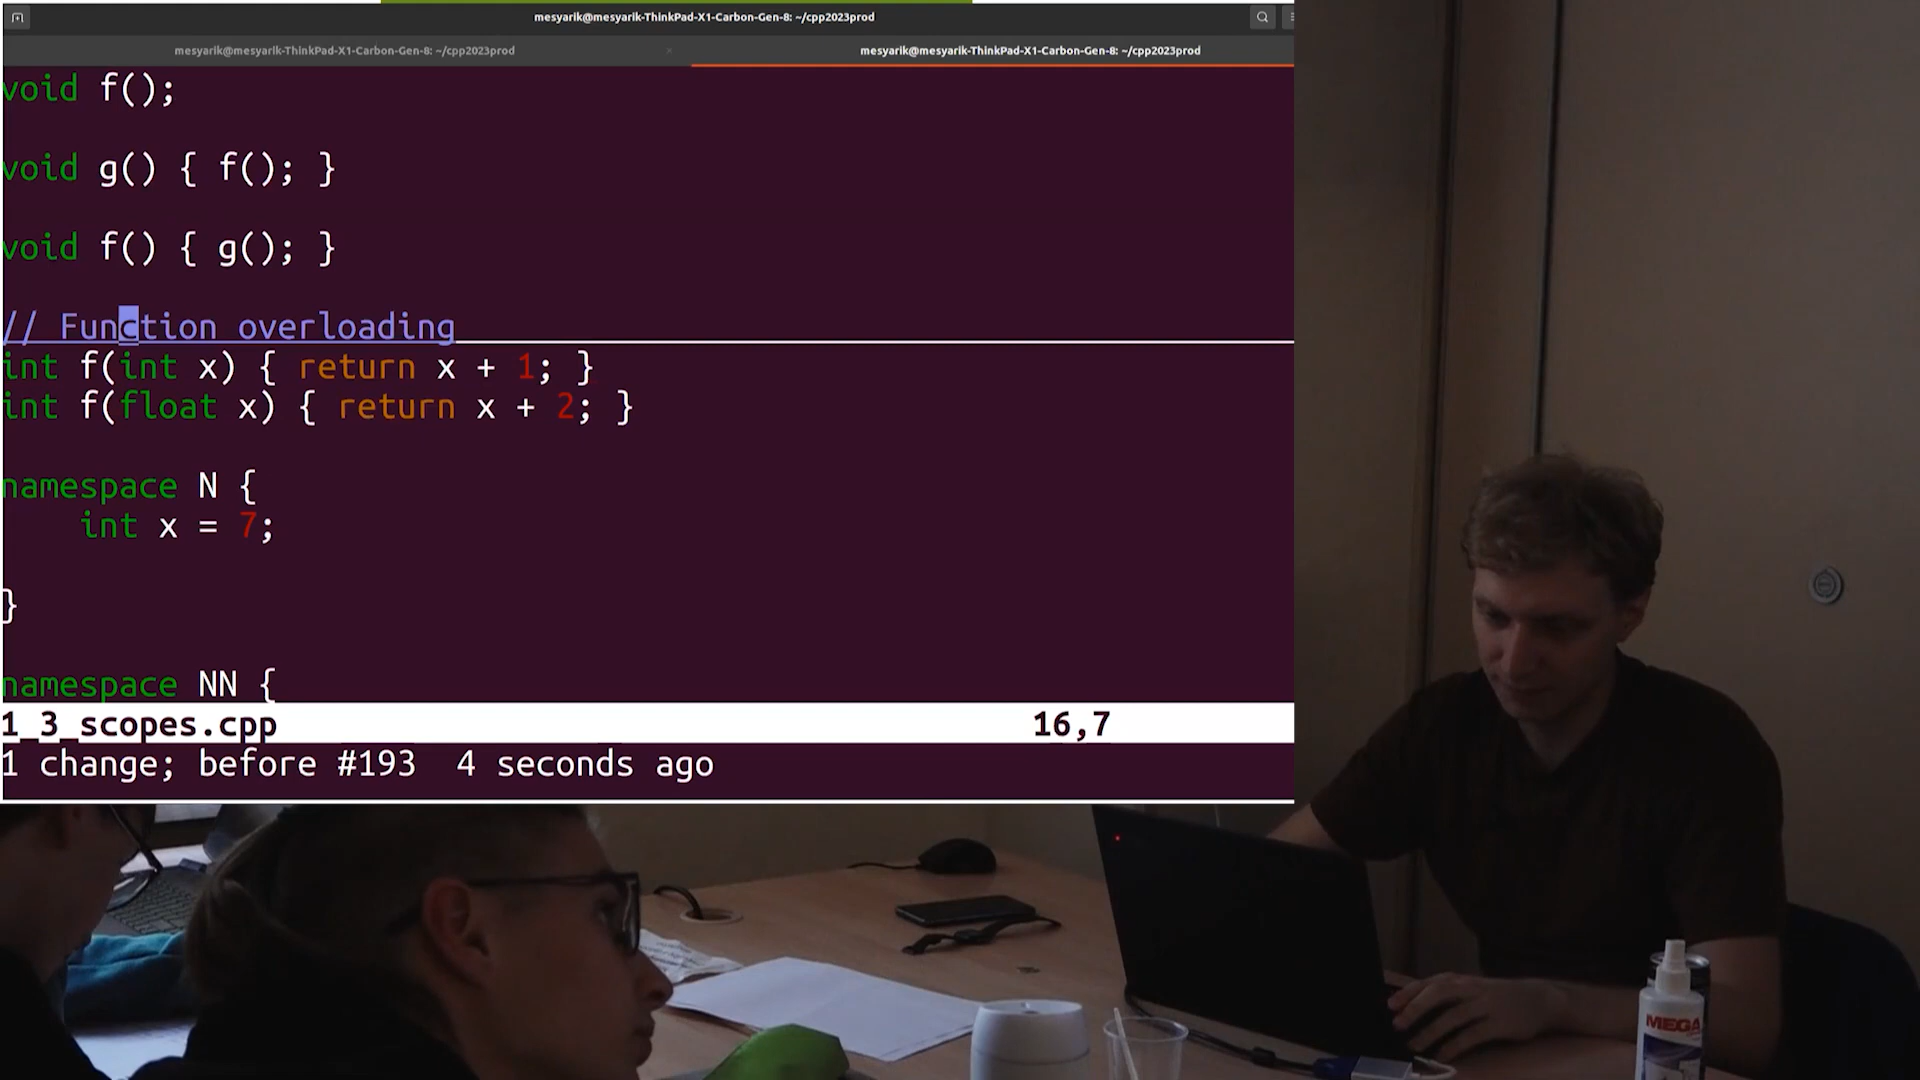 mesyarik@mesyarik-ThinkPad-X1-Carbon-Gen-8: ~/cpp2023prod
mesyarik@mesyarik-ThinkPad-X1-Carbon-Gen-8: ~/cpp2023prod
mesyarik@mesyarik-ThinkPad-X1-Carbon-Gen-8: ~/cpp2023prod
void f();
void g() { f(); }
void f() { g(); }
// Function overloading
int f(int x) { return x + 1; }
int f(float x) { return x + 2; }
namespace N {
int x = 7;
}
namespace NN {
1_3_scopes.cpp 16,7
1 change; before #193 4 seconds ago
MEGA